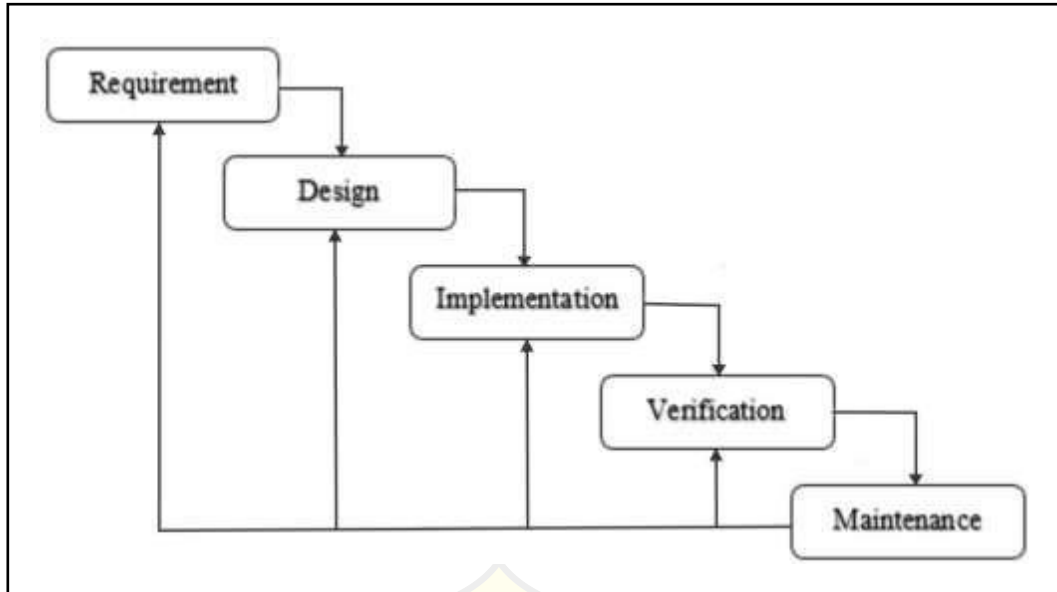 Requirement
Design
Implementation
Verification
Maintenance